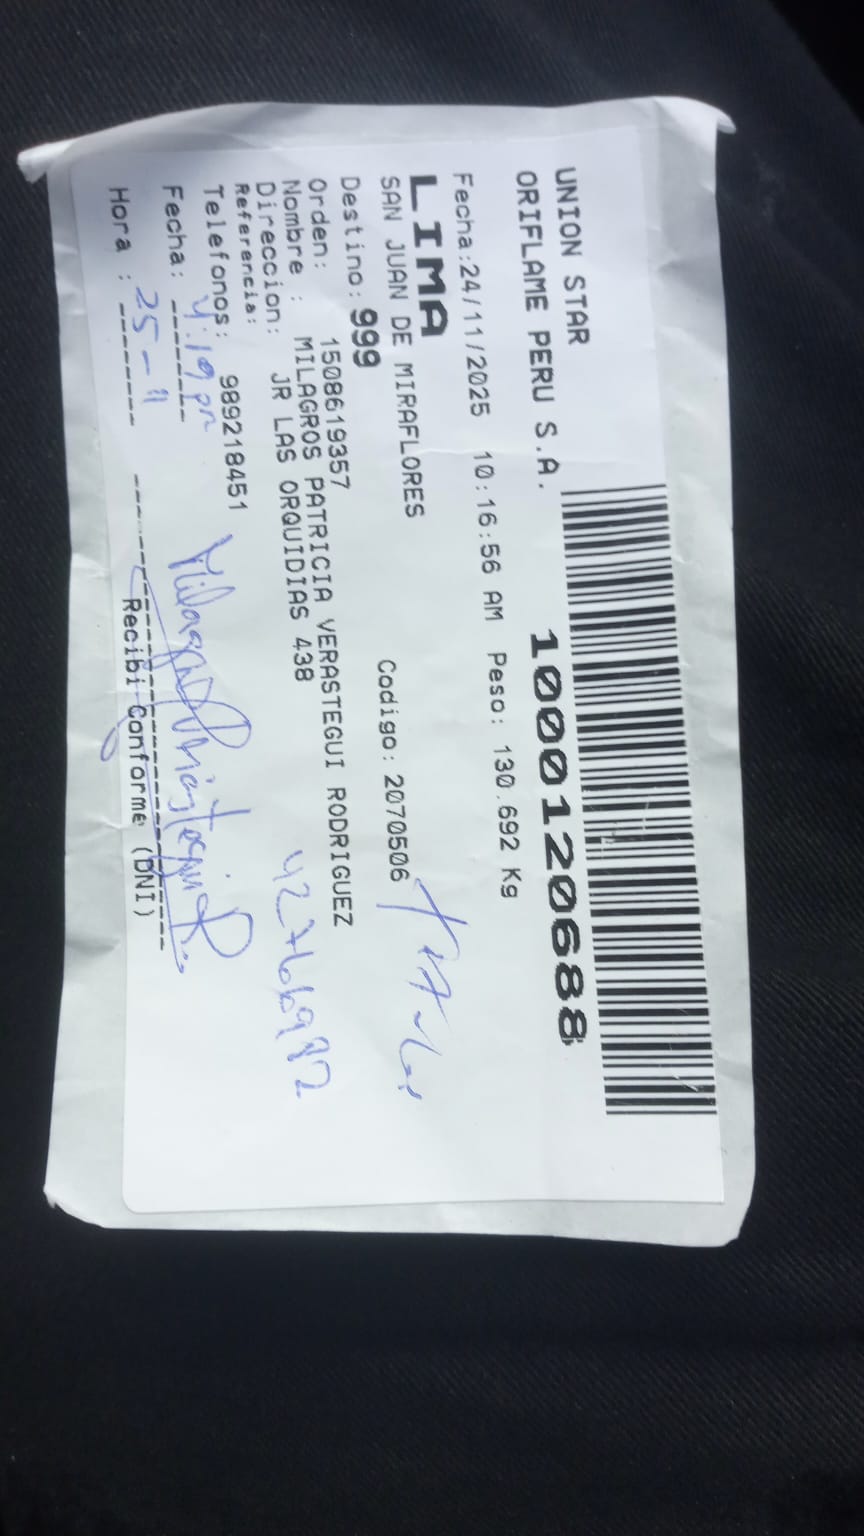 UNION STAR
ORIFLAME PERU S.A.
1000120688
Fecha:24/11/2025 10:16:56 AM Peso: 130.692 Kg
LIMA
SAN JUAN DE MIRAFLORES Codigo: 2070506
Destino: 999
Orden: 1508619357
Nombre : MILAGROS PATRICIA VERASTEGUI RODRIGUEZ
Direccion: JR LAS ORQUIDIAS 438
Referencia:
Telefonos: 989218451
Fecha: 4:19 pm
Hora : 25-11
Recibi Conforme (DNI)